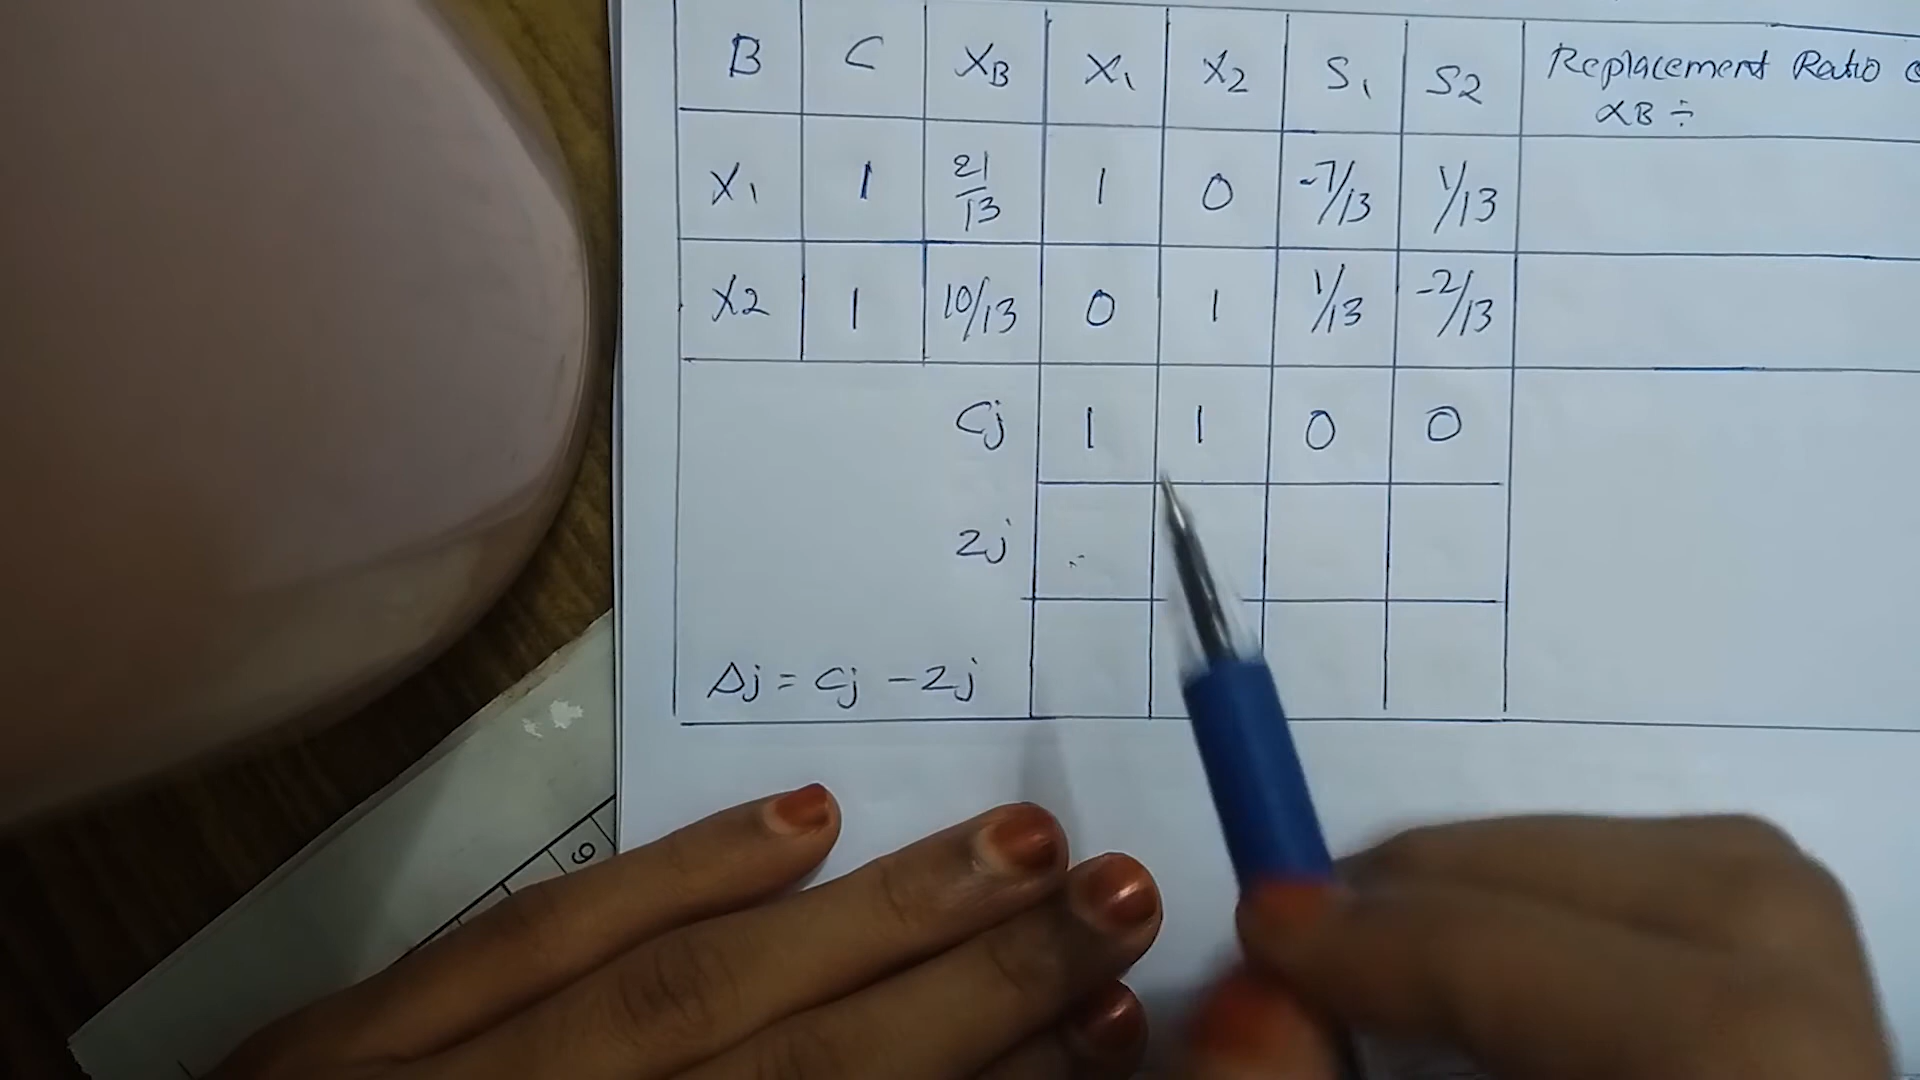 B C XB X1 X2 S1 S2 Replacement Ratio
XB ÷
X1 1 21/13 1 0 -7/13 1/13
X2 1 10/13 0 1 1/13 -2/13
Cj 1 1 0 0
Zj
Δj = Cj - Zj
6